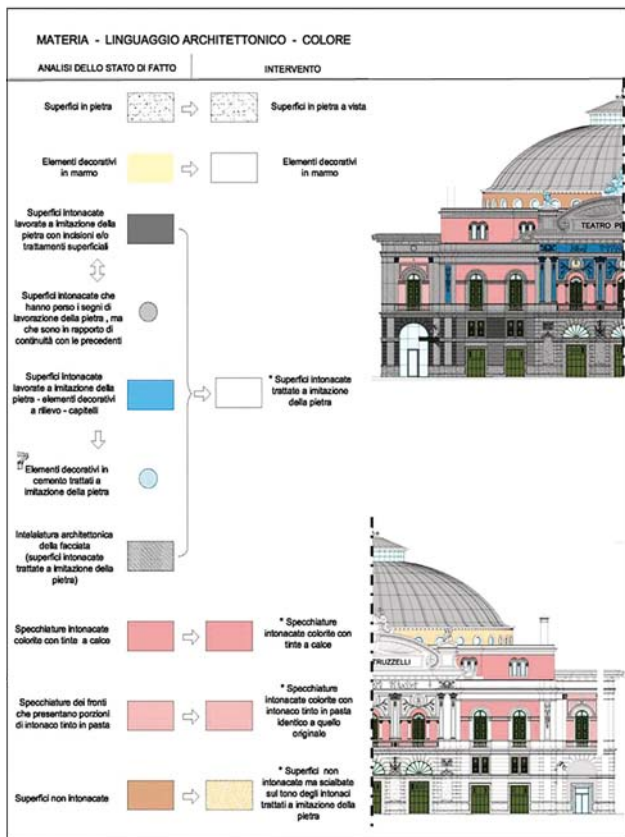 MATERIA - LINGUAGGIO ARCHITETTONICO - COLORE
ANALISI DELLO STATO DI FATTO
INTERVENTO
Superfici in pietra
Superfici in pietra a vista
Elementi decorativi
in marmo
Elementi decorativi
in marmo
Superfici intonacate
lavorate a imitazione della
pietra con incisioni e/o
trattamenti superficiali
Superfici intonacate che
hanno perso i segni di
lavorazione della pietra , ma
che sono in rapporto di
continuità con le precedenti
Superfici intonacate
lavorate a imitazione della
pietra - elementi decorativi
a rilievo - capitelli
* Superfici intonacate
trattate a imitazione
della pietra
Elementi decorativi in
cemento trattati a
imitazione della pietra
Intelaiatura architettonica
della facciata
(superfici intonacate
trattate a imitazione della
pietra)
Specchiature intonacate
colorite con tinte a calce
* Specchiature
intonacate colorite con
tinte a calce
Specchiature dei fronti
che presentano porzioni
di intonaco tinto in pasta
* Specchiature
intonacate colorite con
intonaco tinto in pasta
identico a quello
originale
Superfici non intonacate
* Superfici non
intonacate ma scialbate
sul tono degli intonaci
trattati a imitazione della
pietra
TEATRO PE
TRUZZELLI